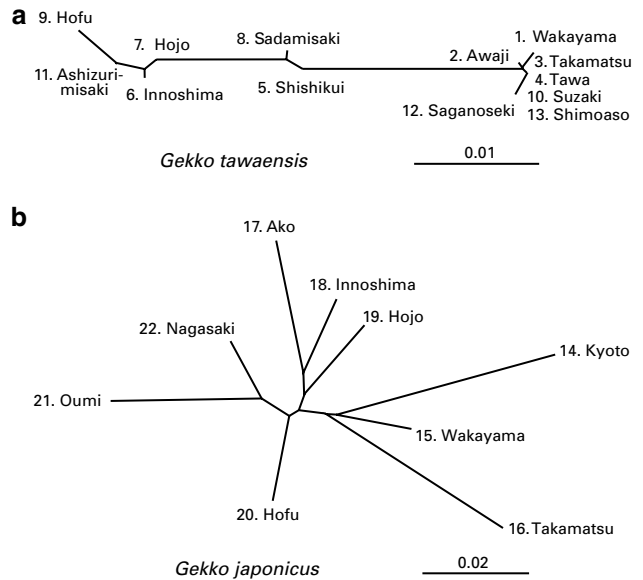 a
9. Hofu
7. Hojo
8. Sadamisaki
1. Wakayama
2. Awaji
3. Takamatsu
11. Ashizuri-
misaki
6. Innoshima
5. Shishikui
4. Tawa
12. Saganoseki
10. Suzaki
13. Shimoaso
Gekko tawaensis
0.01
b
17. Ako
18. Innoshima
19. Hojo
22. Nagasaki
14. Kyoto
21. Oumi
15. Wakayama
20. Hofu
16. Takamatsu
Gekko japonicus
0.02